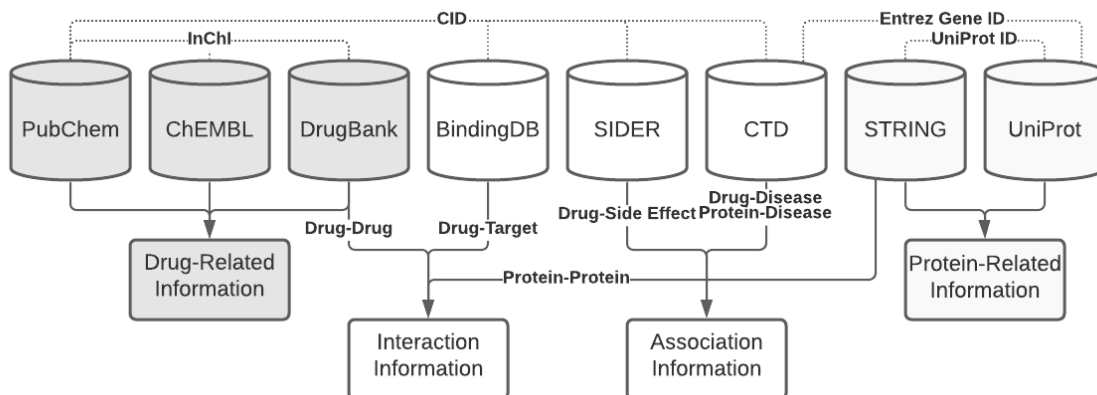 CID
Entrez Gene ID
InChI
UniProt ID
PubChem
ChEMBL
DrugBank
BindingDB
SIDER
CTD
STRING
UniProt
Drug-Disease
Drug-Side Effect
Protein-Disease
Drug-Drug
Drug-Target
Drug-Related
Information
Protein-Related
Information
Protein-Protein
Interaction
Information
Association
Information